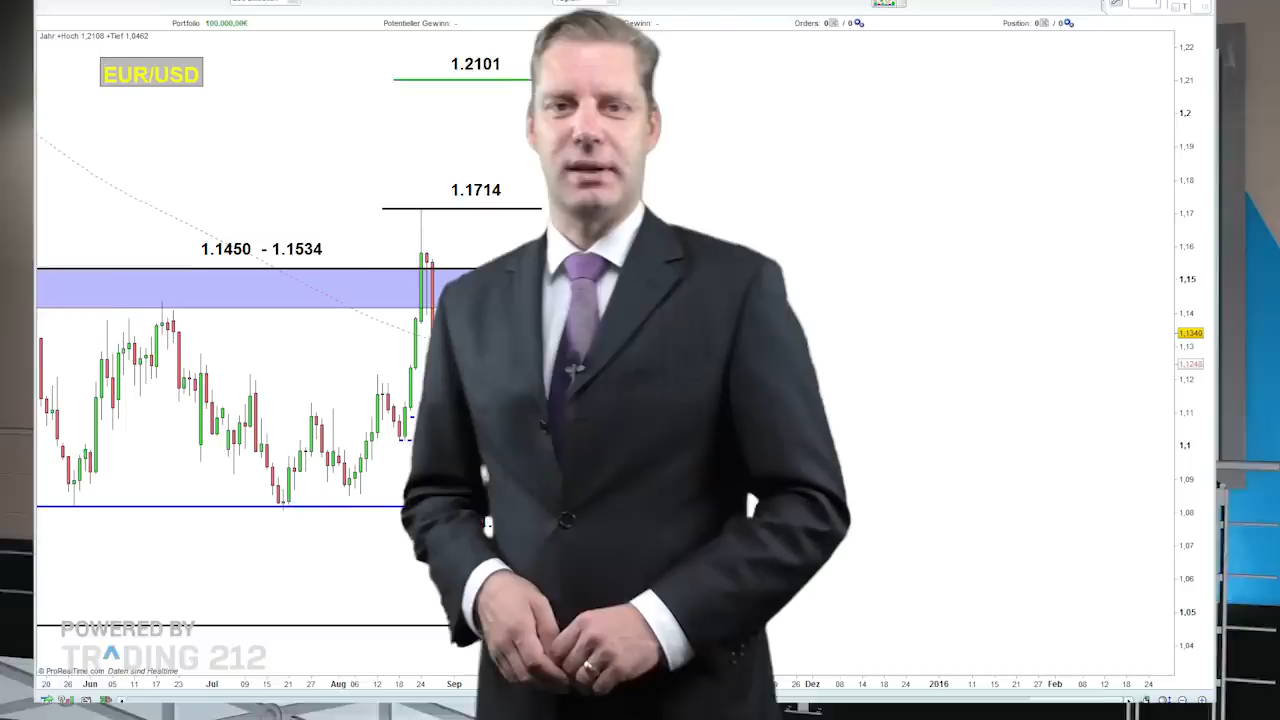 Portfolio 100.000,00€ Potentieller Gewinn: - Gewinn: - Orders: 0 / 0 Position: 0 / 0
Jahr +Hoch 1,2108 +Tief 1,0462
EUR/USD
1.2101
1.1714
1.1450 - 1.1534
1,22
1,21
1,2
1,19
1,18
1,17
1,16
1,15
1,14
1,1340
1,13
1,1248
1,12
1,11
1,1
1,09
1,08
1,07
1,06
1,05
1,04
POWERED BY
TRADING 212
© ProRealTime.com Daten sind Realtime
20 26 Jun 05 11 17 23 Jul 09 15 21 27 Aug 06 12 18 24 Sep 26 Dez 08 14 18 24 2016 11 15 21 27 Feb 08 12 18 24